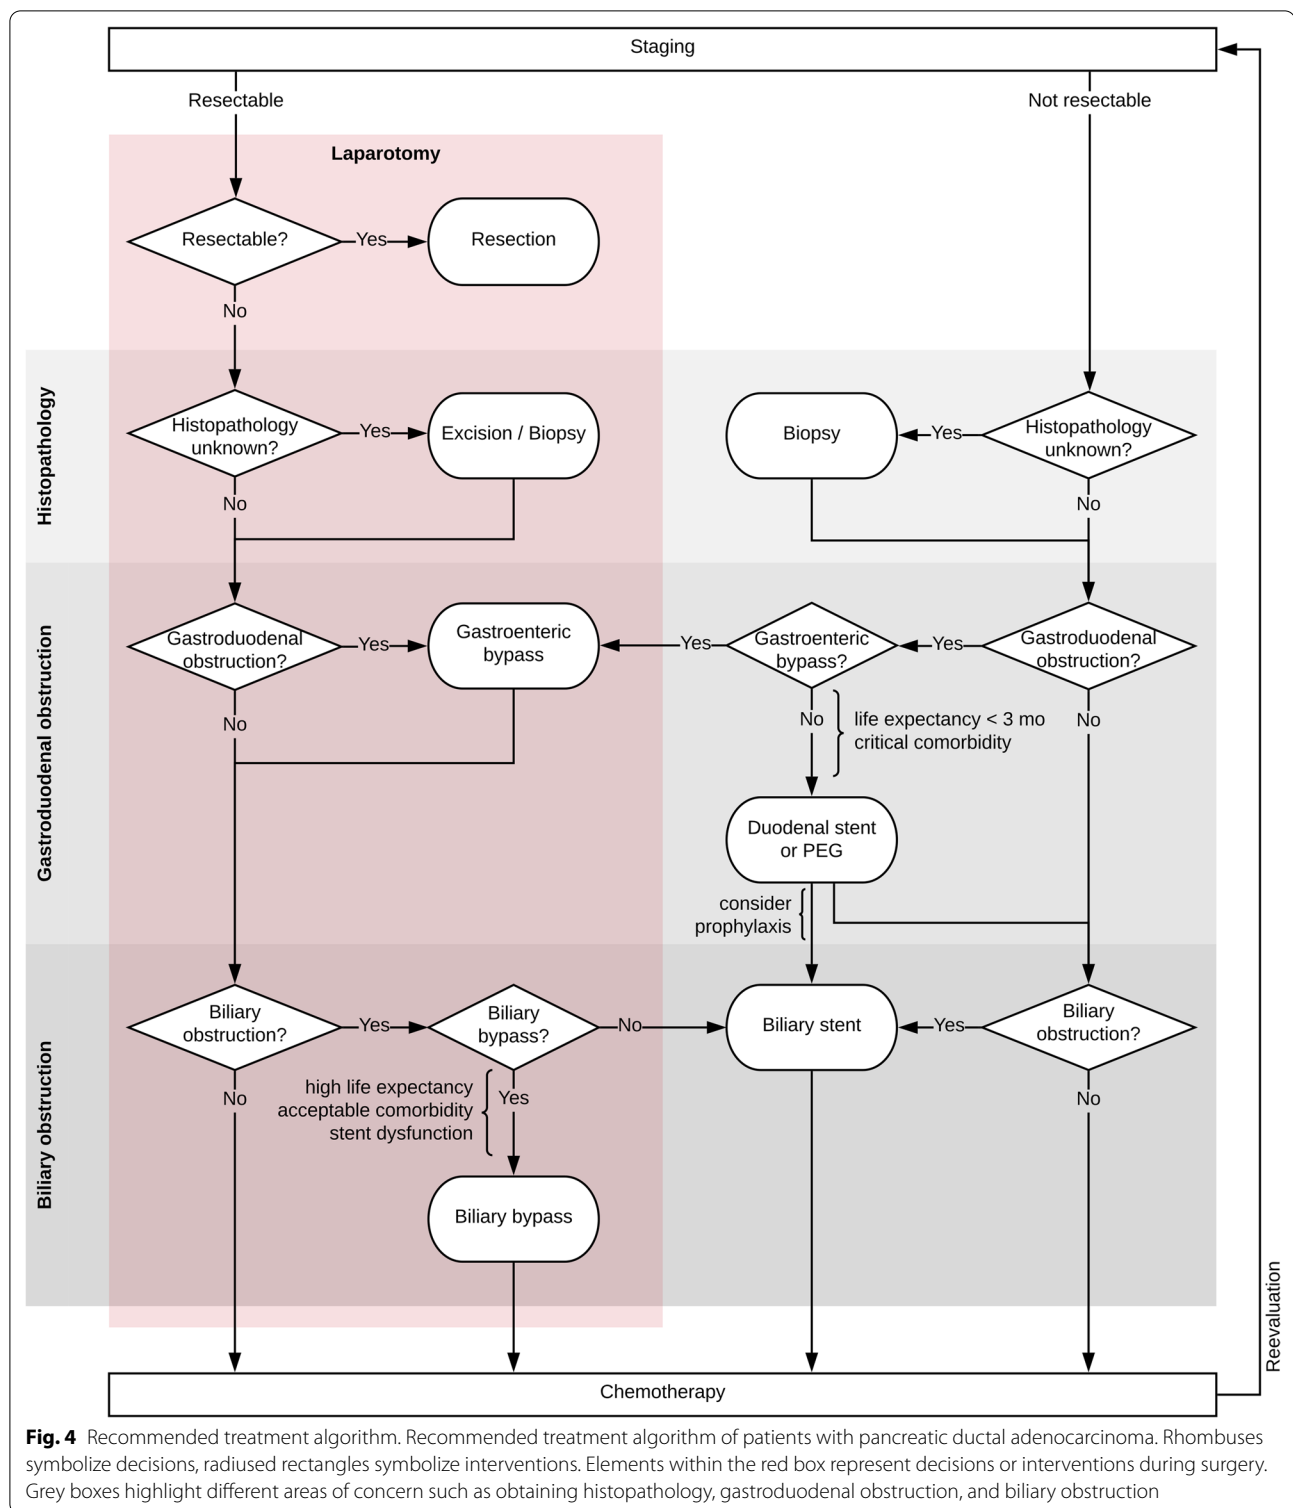 Staging
Resectable
Not resectable
Laparotomy
Resectable?
Yes
Resection
No
Histopathology
Histopathology
unknown?
Yes
Excision / Biopsy
Biopsy
Yes
Histopathology
unknown?
No
No
Gastroduodenal obstruction
Gastroduodenal
obstruction?
Yes
Gastroenteric
bypass
Yes
Gastroenteric
bypass?
Yes
Gastroduodenal
obstruction?
No
No
life expectancy < 3 mo
critical comorbidity
No
Duodenal stent
or PEG
consider
prophylaxis
Biliary obstruction
Biliary
obstruction?
Yes
Biliary
bypass?
No
Biliary stent
Yes
Biliary
obstruction?
No
high life expectancy
acceptable comorbidity
stent dysfunction
Yes
No
Biliary bypass
Reevaluation
Chemotherapy
Fig. 4 Recommended treatment algorithm. Recommended treatment algorithm of patients with pancreatic ductal adenocarcinoma. Rhombuses
symbolize decisions, radiused rectangles symbolize interventions. Elements within the red box represent decisions or interventions during surgery.
Grey boxes highlight different areas of concern such as obtaining histopathology, gastroduodenal obstruction, and biliary obstruction